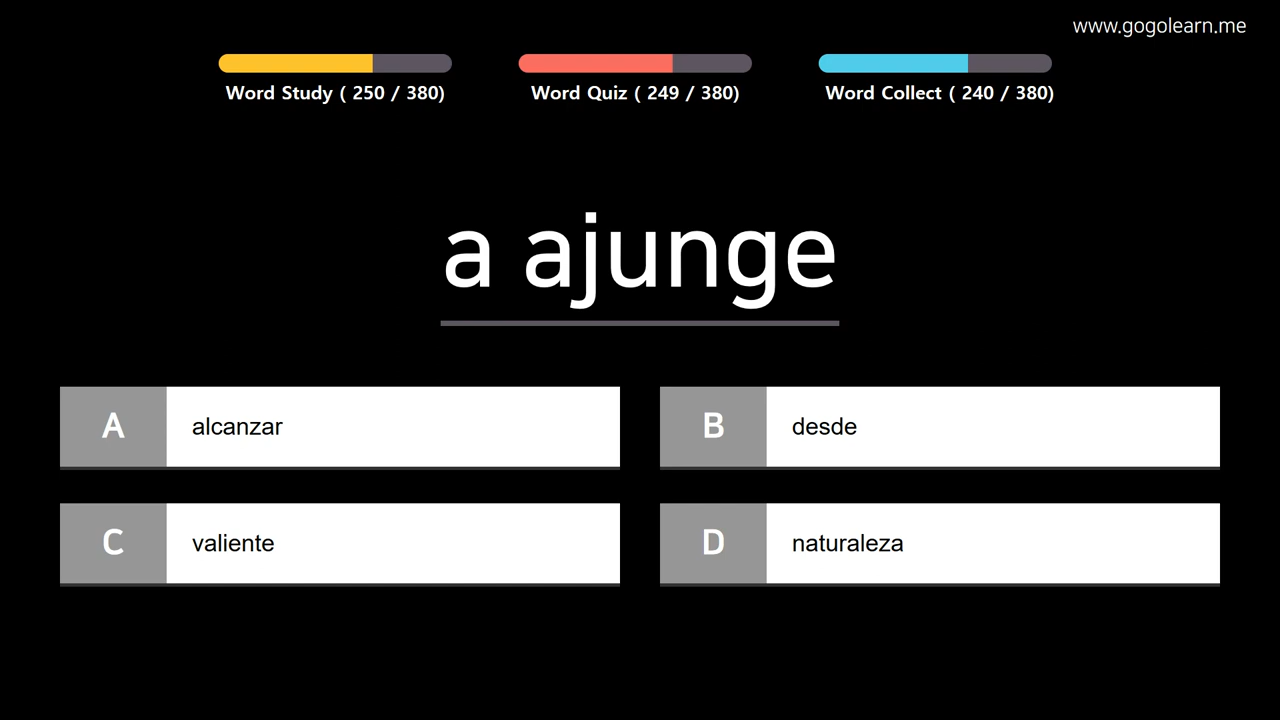 www.gogolearn.me
Word Study ( 250 / 380)
Word Quiz ( 249 / 380)
Word Collect ( 240 / 380)
a ajunge
A alcanzar
B desde
C valiente
D naturaleza